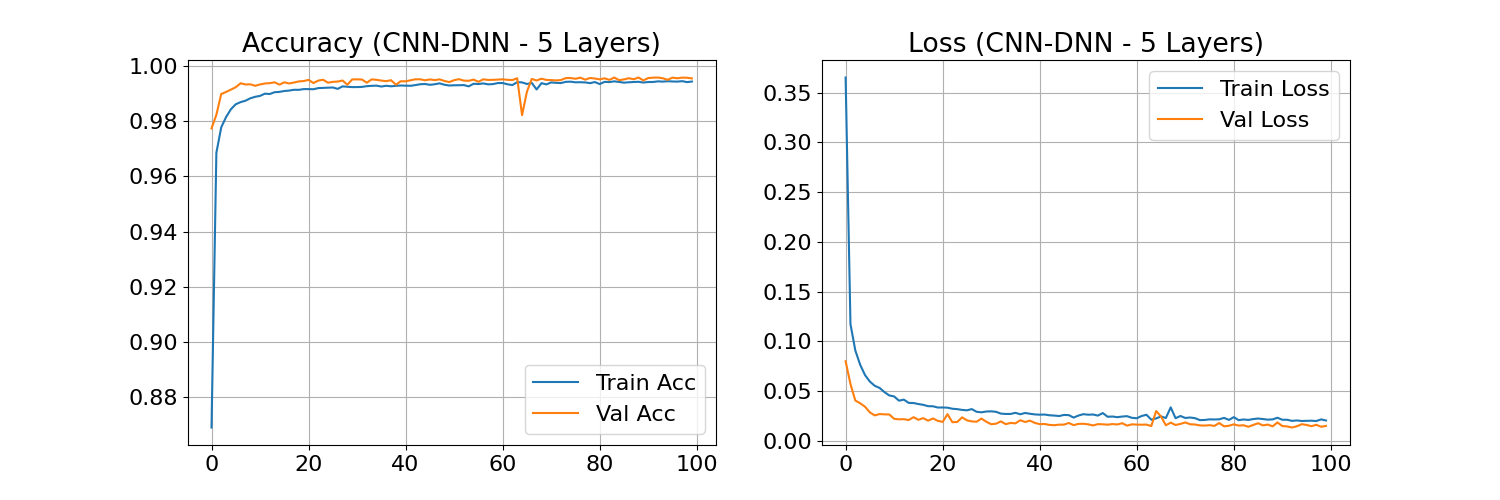 Accuracy (CNN-DNN - 5 Layers)
1.00
0.98
0.96
0.94
0.92
0.90
0.88
Train Acc
Val Acc
0 20 40 60 80 100
Loss (CNN-DNN - 5 Layers)
0.35
0.30
0.25
0.20
0.15
0.10
0.05
0.00
Train Loss
Val Loss
0 20 40 60 80 100